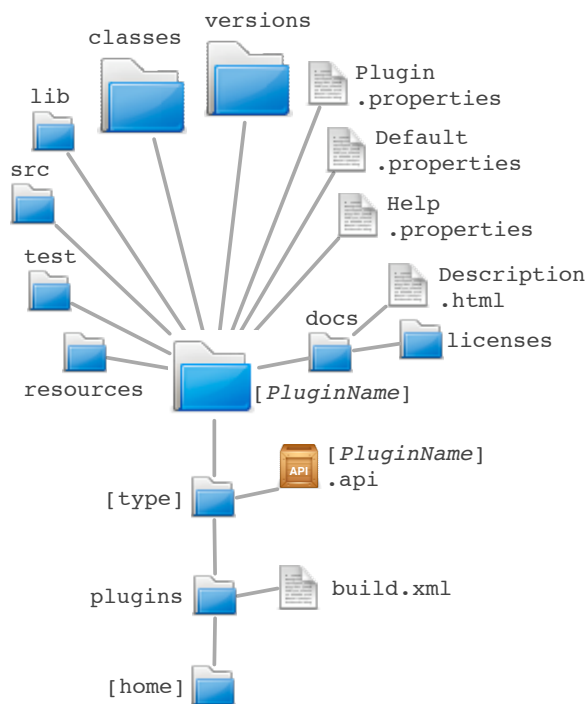 versions
classes
Plugin
.properties
lib
Default
.properties
src
Help
.properties
test
Description
.html
docs
licenses
resources
[PluginName]
[PluginName]
.api
API
[type]
plugins
build.xml
[home]